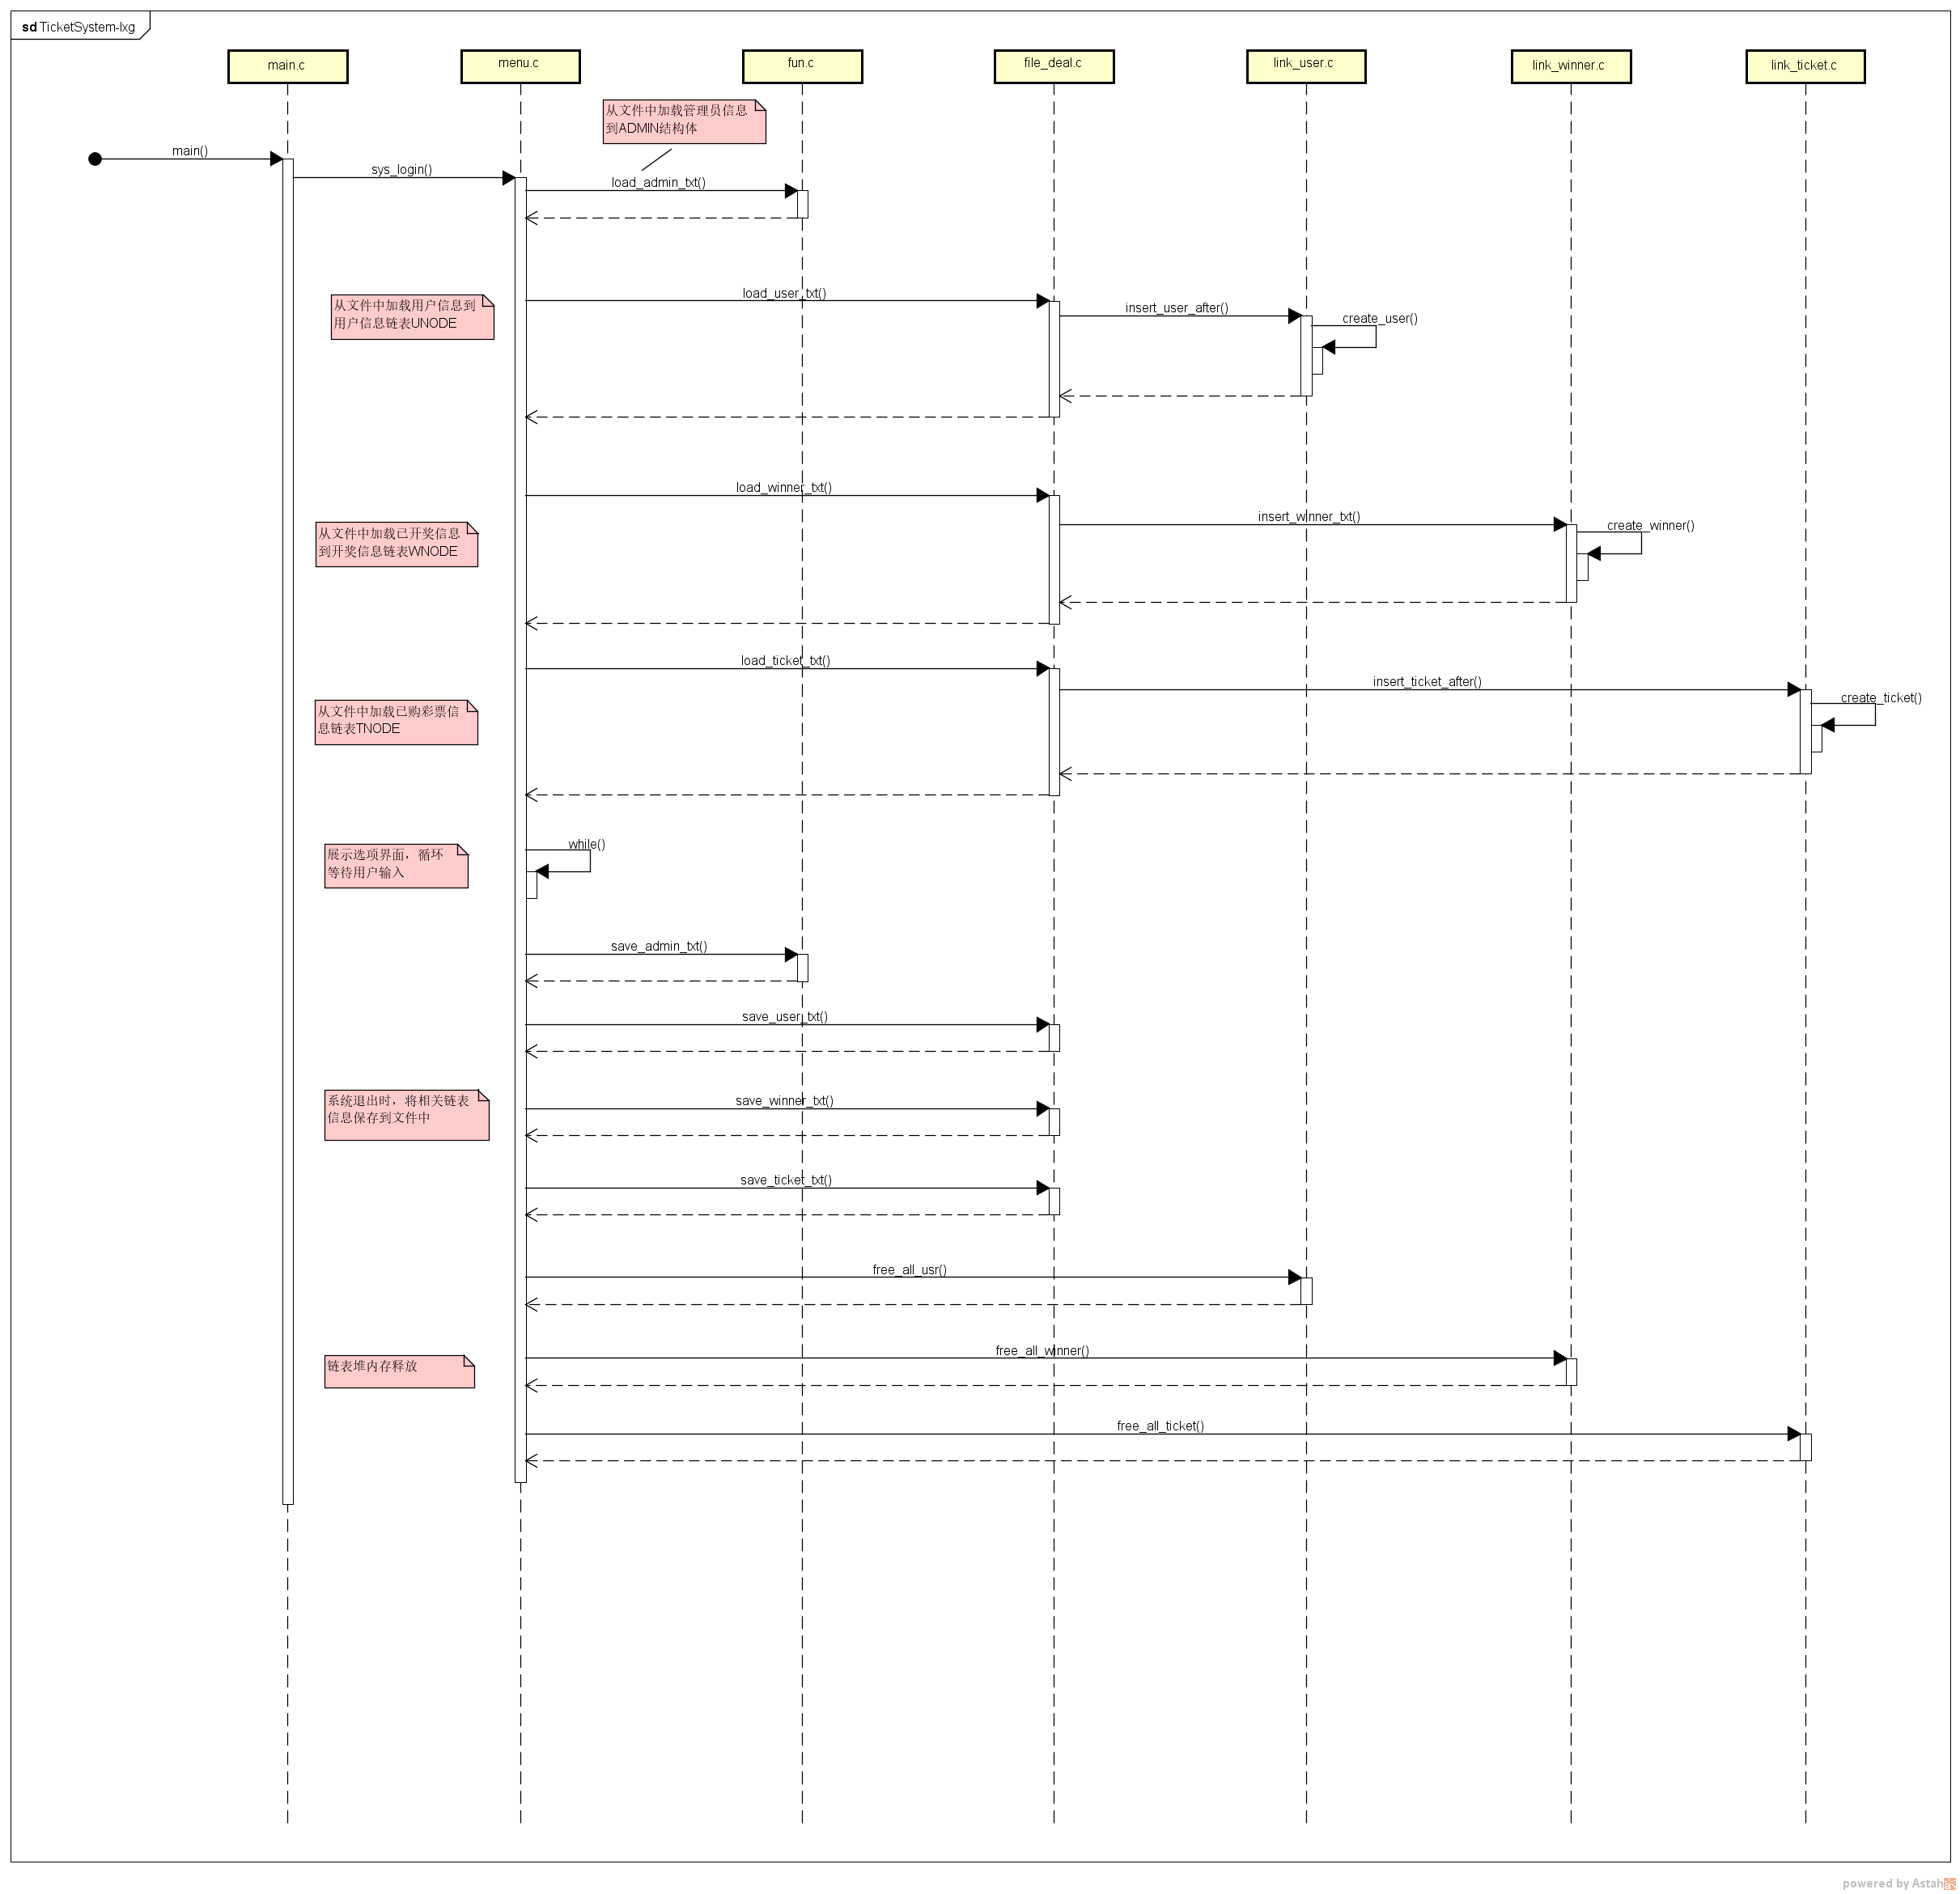 sd TicketSystem-lxg
main.c
menu.c
fun.c
file_deal.c
link_user.c
link_winner.c
link_ticket.c
从文件中加载管理员信息
到ADMIN结构体
main()
sys_login()
load_admin_txt()
load_user_txt()
从文件中加载用户信息到
用户信息链表UNODE
insert_user_after()
create_user()
load_winner_txt()
insert_winner_txt()
create_winner()
从文件中加载已开奖信息
到开奖信息链表WNODE
load_ticket_txt()
insert_ticket_after()
create_ticket()
从文件中加载已购彩票信
息链表TNODE
while()
展示选项界面，循环
等待用户输入
save_admin_txt()
save_user_txt()
系统退出时，将相关链表
信息保存到文件中
save_winner_txt()
save_ticket_txt()
free_all_usr()
free_all_winner()
链表堆内存释放
free_all_ticket()
powered by Astah